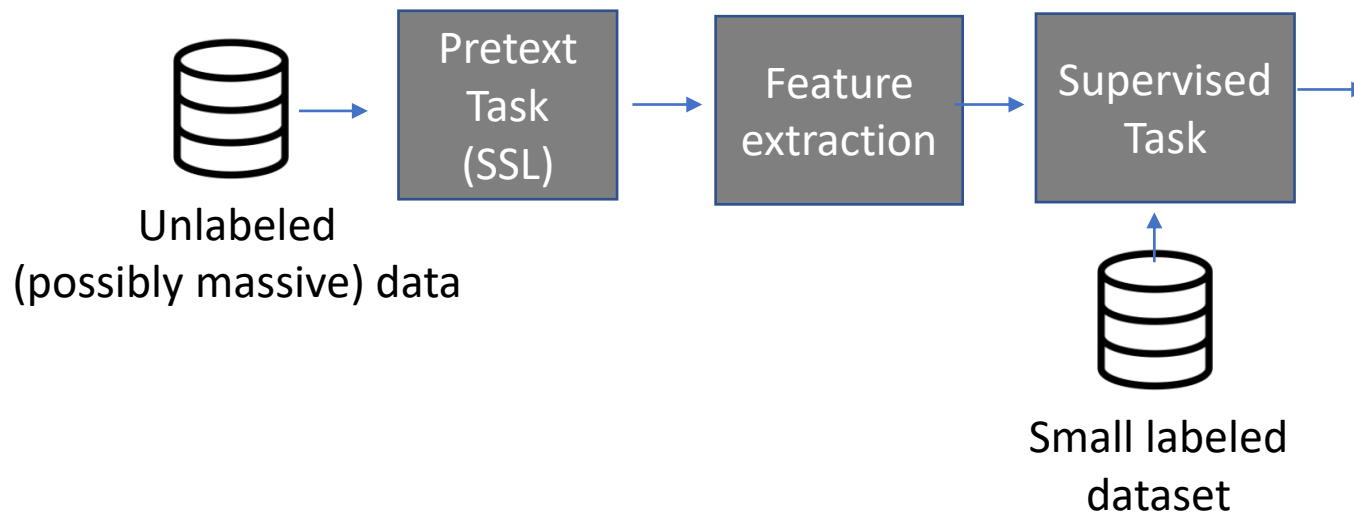 Pretext
Task
(SSL)
Feature
extraction
Supervised
Task
Unlabeled
(possibly massive) data
Small labeled
dataset